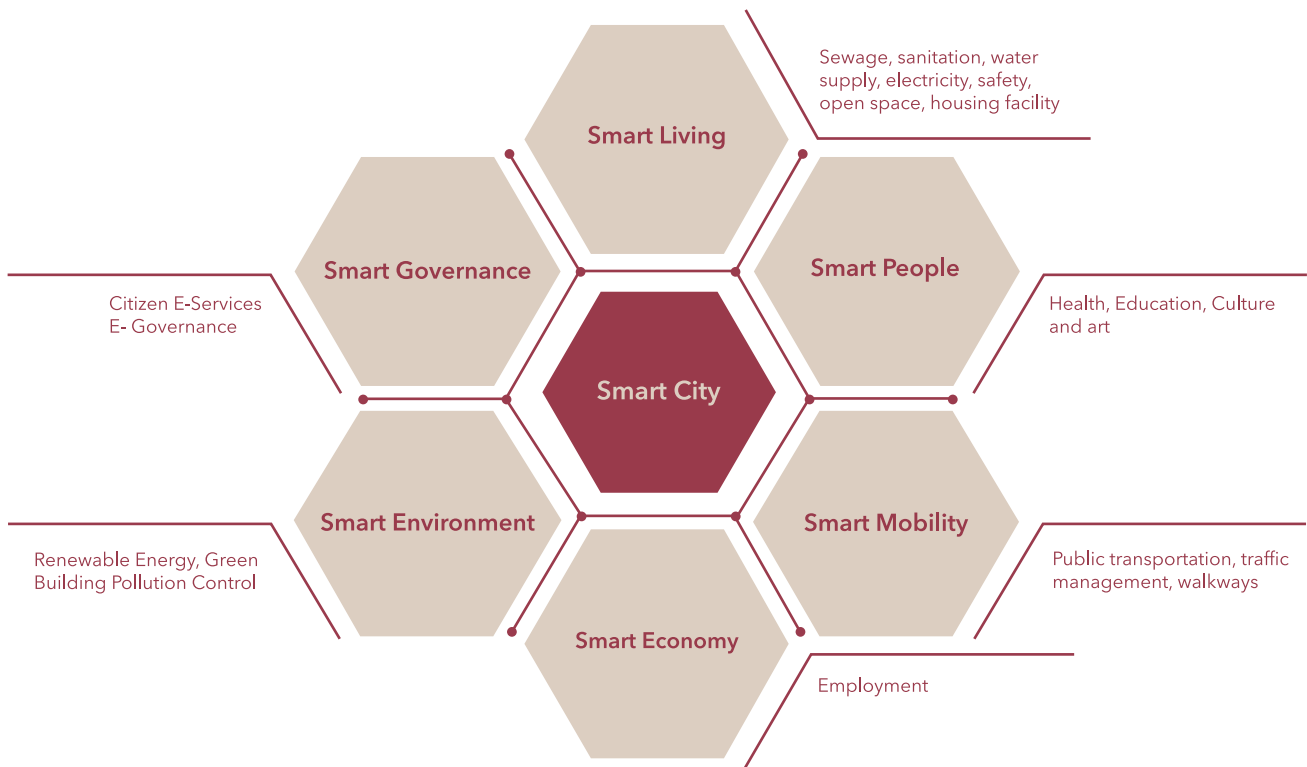 Sewage, sanitation, water
supply, electricity, safety,
open space, housing facility
Smart Living
Smart Governance
Smart People
Citizen E-Services
E- Governance
Health, Education, Culture
and art
Smart City
Smart Environment
Smart Mobility
Renewable Energy, Green
Building Pollution Control
Public transportation, traffic
management, walkways
Smart Economy
Employment